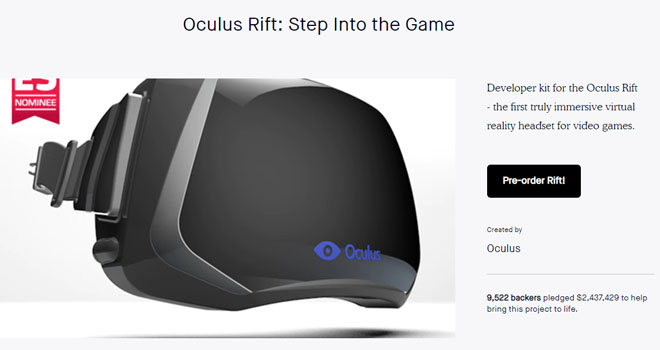 Oculus Rift: Step Into the Game
NOMINEE
Oculus
Developer kit for the Oculus Rift
- the first truly immersive virtual
reality headset for video games.
Pre-order Rift!
Created by
Oculus
9,522 backers pledged $2,437,429 to help
bring this project to life.